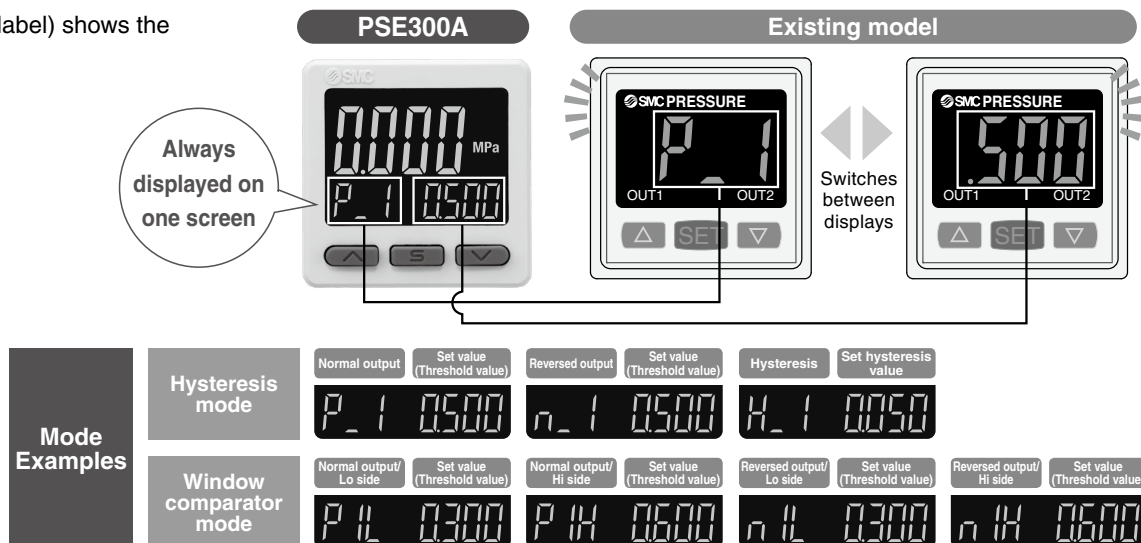 label) shows the
PSE300A
Existing model
Always
displayed on
one screen
SMC
0.000 MPa
P_1 0.500
S
SMC PRESSURE
P_1
OUT1 OUT2
SET
Switches
between
displays
SMC PRESSURE
.500
OUT1 OUT2
SET
Mode
Examples
Hysteresis
mode
Normal output
Set value
(Threshold value)
P_1 0.500
Reversed output
Set value
(Threshold value)
n_1 0.500
Hysteresis
Set hysteresis
value
H_1 0.050
Window
comparator
mode
Normal output/
Lo side
Set value
(Threshold value)
P1L 0.300
Normal output/
Hi side
Set value
(Threshold value)
P1H 0.600
Reversed output/
Lo side
Set value
(Threshold value)
n1L 0.300
Reversed output/
Hi side
Set value
(Threshold value
n1H 0.600